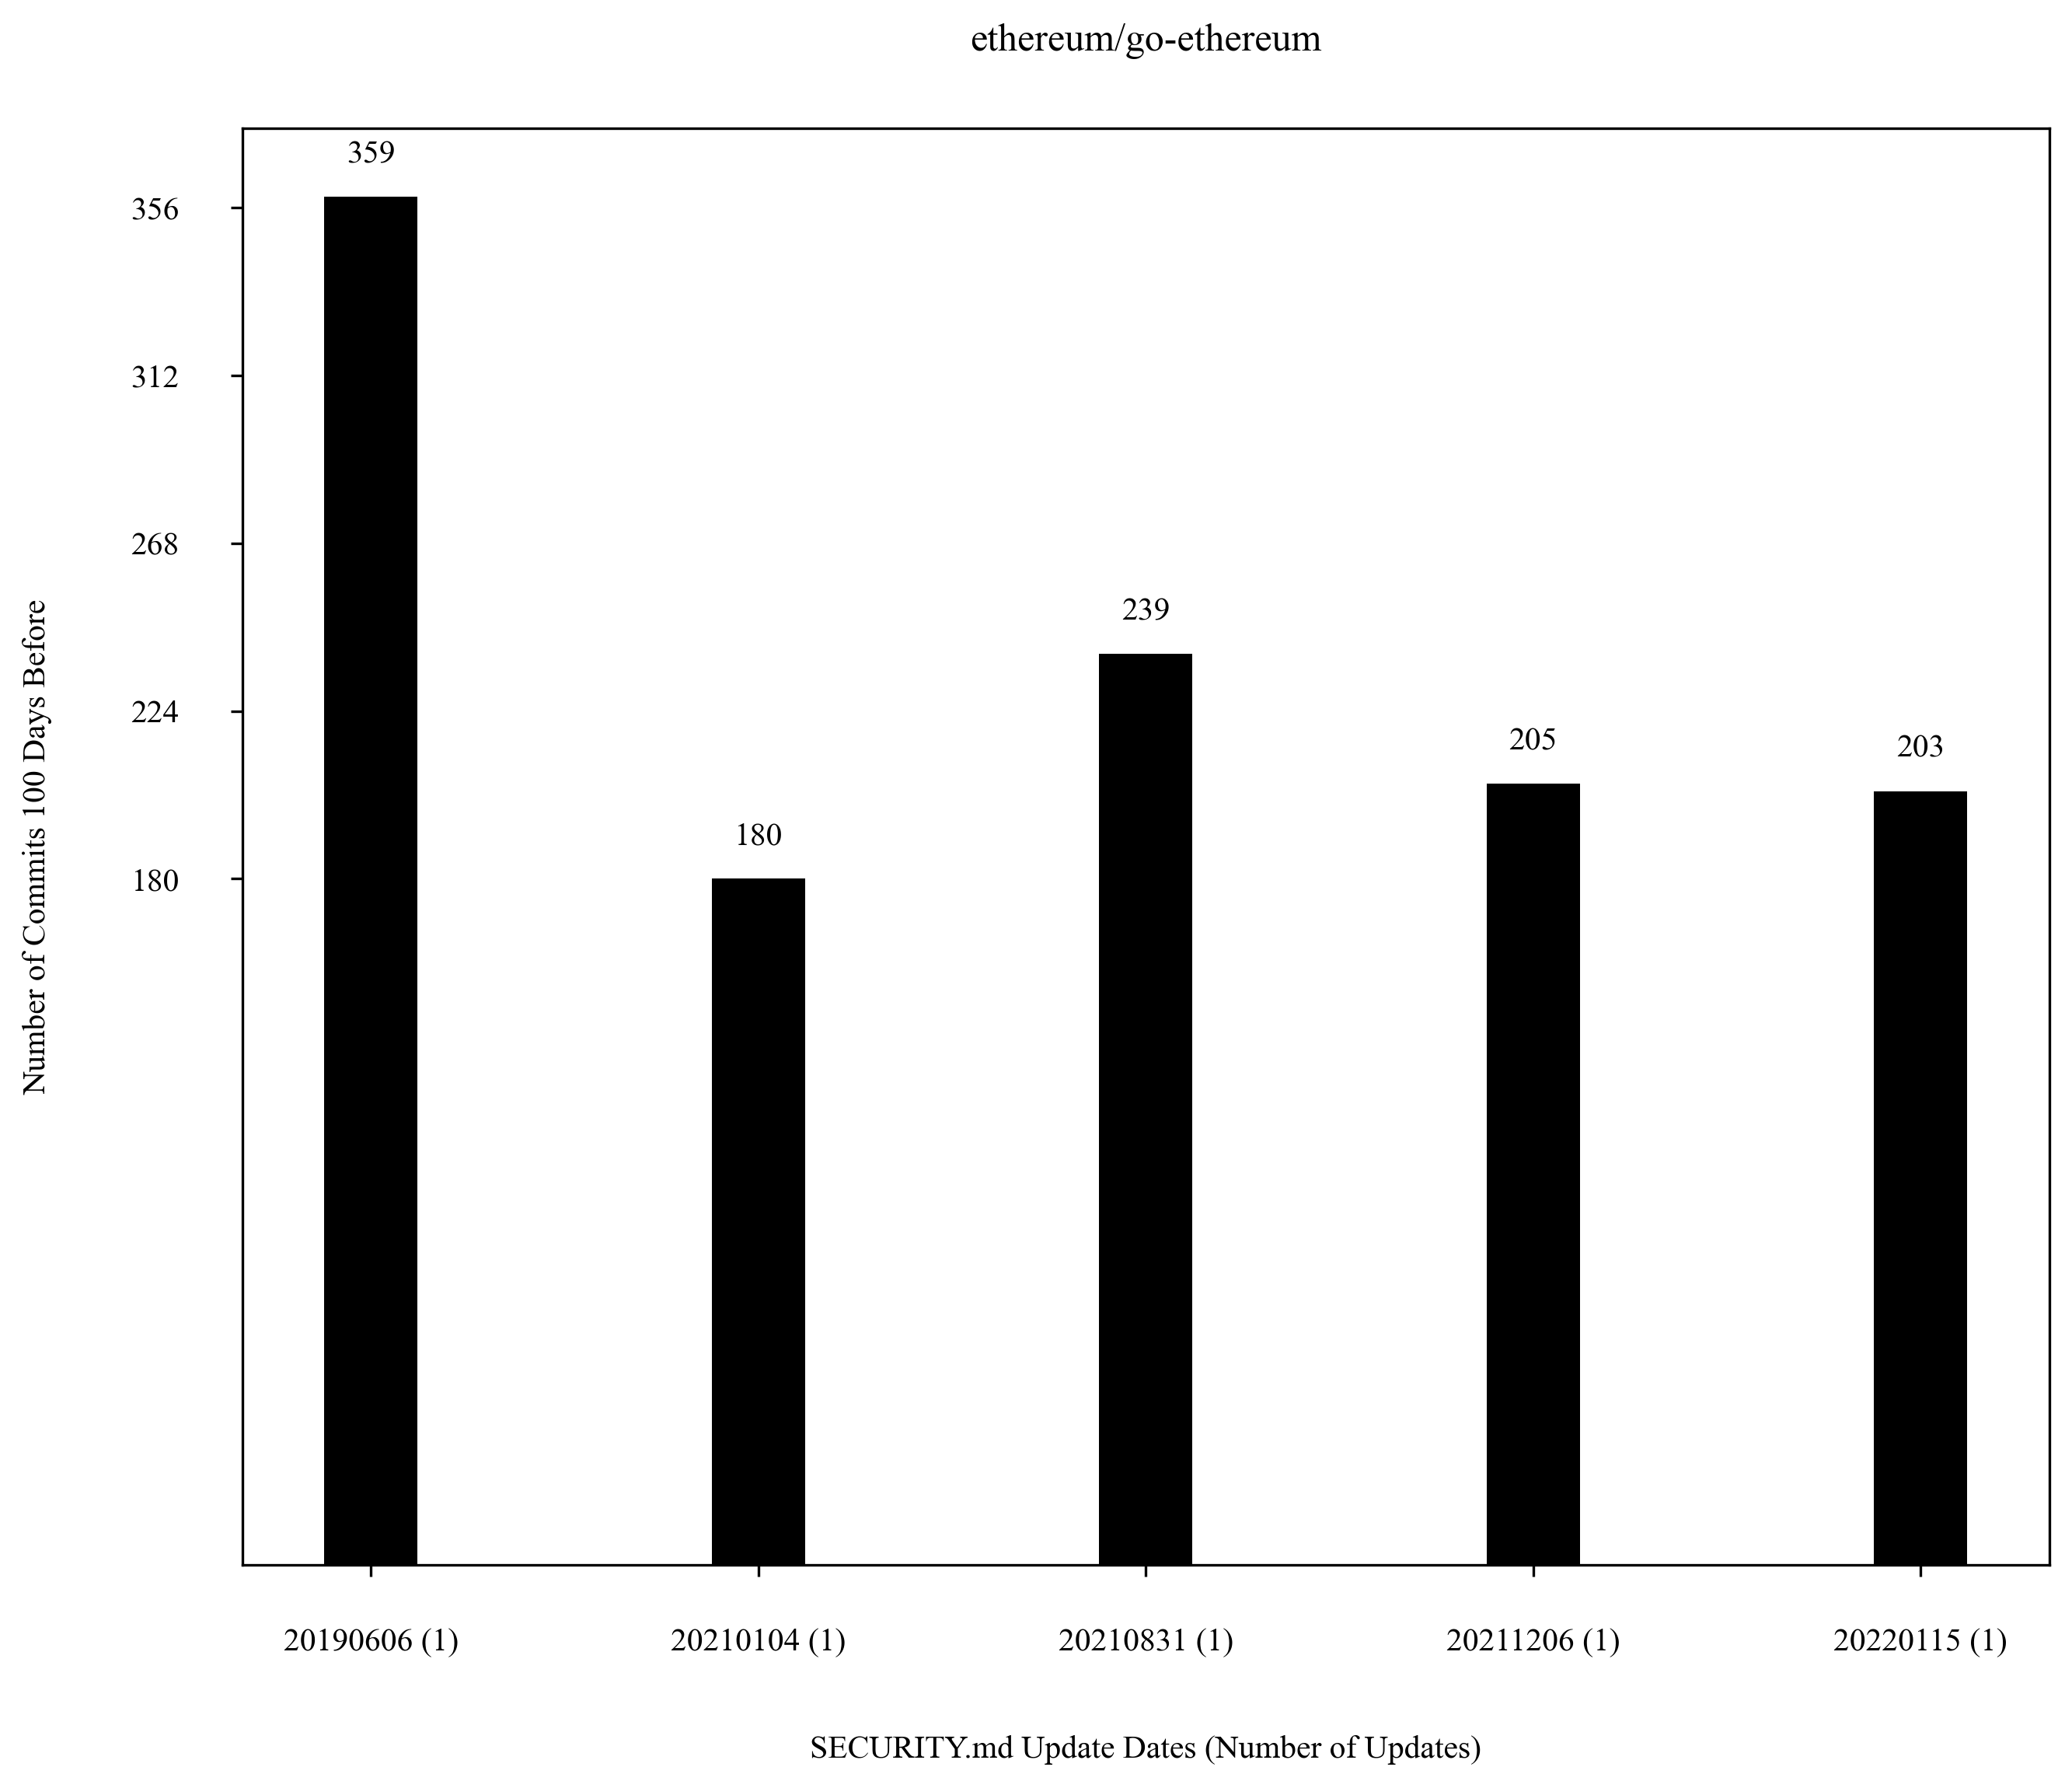 ethereum/go-ethereum
359
356
312
268
239
224
205
203
180
180
Number of Commits 100 Days Before
20190606 (1) 20210104 (1) 20210831 (1) 20211206 (1) 20220115 (1)
SECURITY.md Update Dates (Number of Updates)